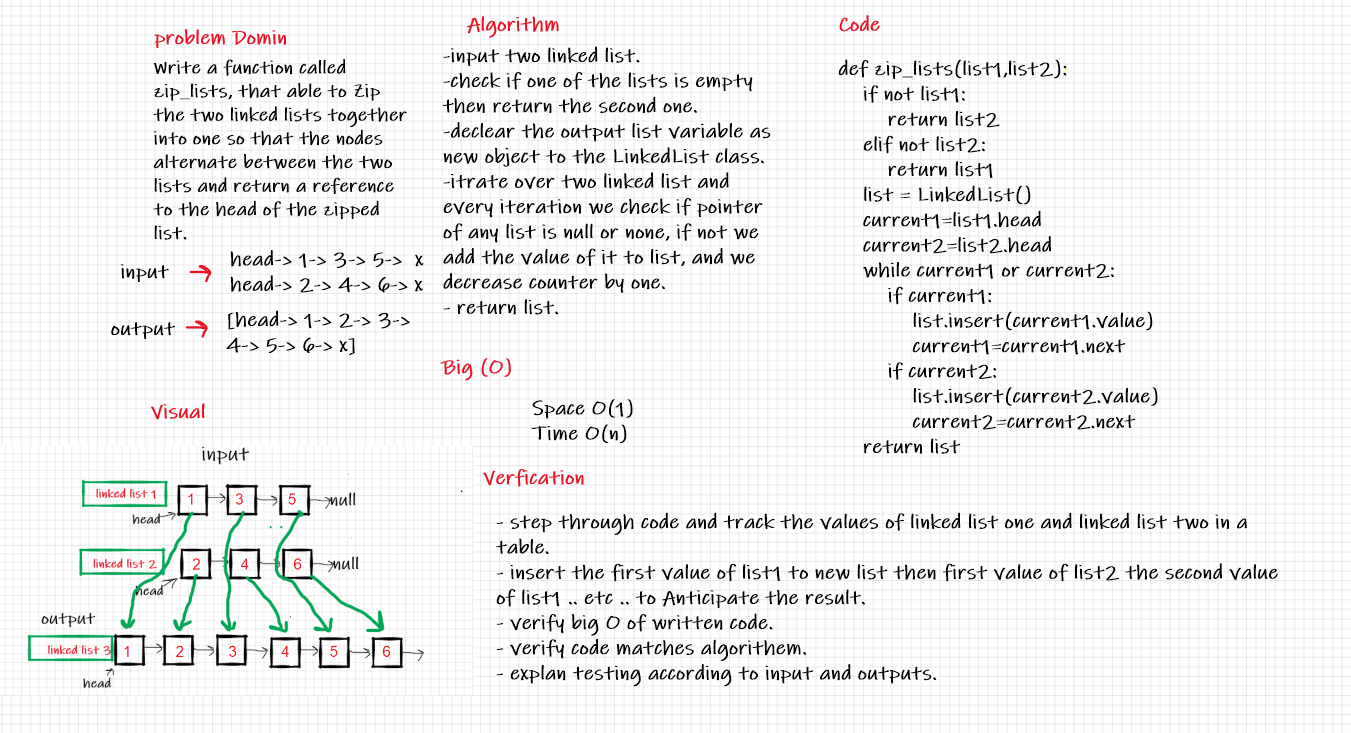 problem Domin
Write a function called
zip_lists, that able to Zip
the two linked lists together
into one so that the nodes
alternate between the two
lists and return a reference
to the head of the zipped
list.
input
head-> 1-> 3-> 5-> x
head-> 2-> 4-> 6-> x
output
[head-> 1-> 2-> 3->
4-> 5-> 6-> x]
Algorithm
-input two linked list.
-check if one of the lists is empty
then return the second one.
-declear the output list variable as
new object to the LinkedList class.
-itrate over two linked list and
every iteration we check if pointer
of any list is null or none, if not we
add the value of it to list, and we
decrease counter by one.
- return list.
Big (O)
Space O(1)
Time O(n)
Code
def zip_lists(list1,list2):
if not list1:
return list2
elif not list2:
return list1
list = LinkedList()
current1=list1.head
current2=list2.head
while current1 or current2:
if current1:
list.insert(current1.value)
current1=current1.next
if current2:
list.insert(current2.value)
current2=current2.next
return list
Visual
input
linked list 1
1 3 5 null
head
linked list 2
2 4 6 null
head
output
linked list 3
1 2 3 4 5 6
head
Verfication
- step through code and track the values of linked list one and linked list two in a
table.
- insert the first value of list1 to new list then first value of list2 the second value
of list1 .. etc .. to Anticipate the result.
- verify big O of written code.
- verify code matches algorithem.
- explan testing according to input and outputs.